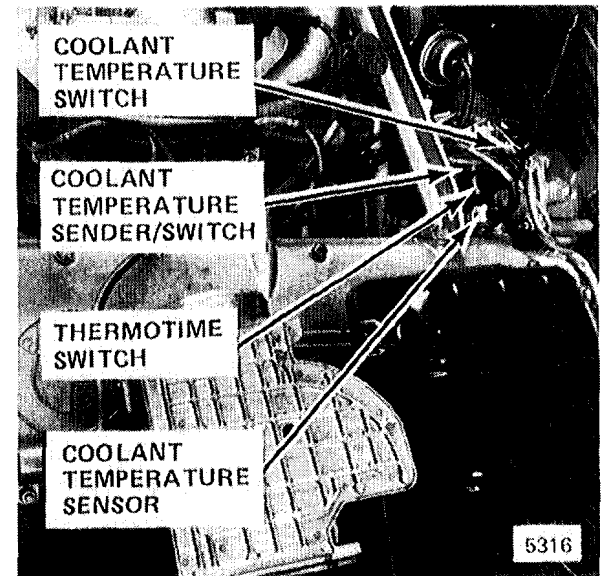 COOLANT
TEMPERATURE
SWITCH
COOLANT
TEMPERATURE
SENDER/SWITCH
THERMOTIME
SWITCH
COOLANT
TEMPERATURE
SENSOR
5316